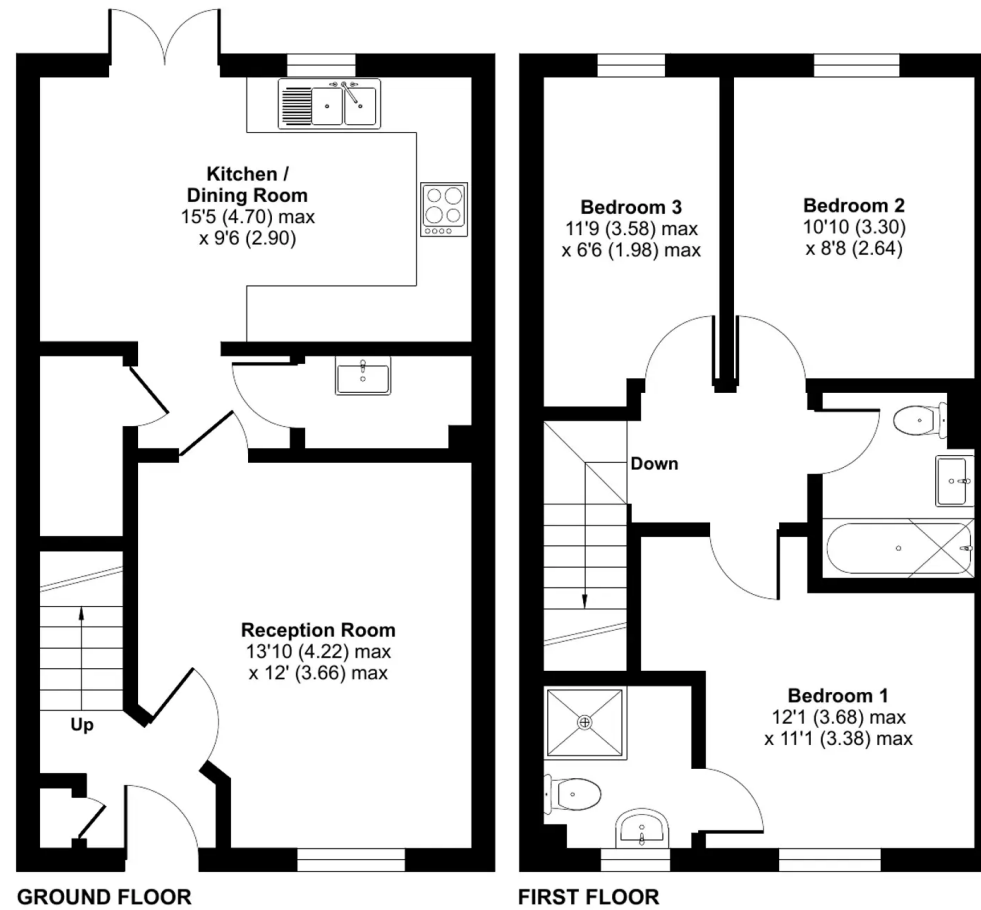 Kitchen /
Dining Room
15'5 (4.70) max
x 9'6 (2.90)
Reception Room
13'10 (4.22) max
x 12' (3.66) max
Up
GROUND FLOOR
Bedroom 3
11'9 (3.58) max
x 6'6 (1.98) max
Bedroom 2
10'10 (3.30)
x 8'8 (2.64)
Down
Bedroom 1
12'1 (3.68) max
x 11'1 (3.38) max
FIRST FLOOR